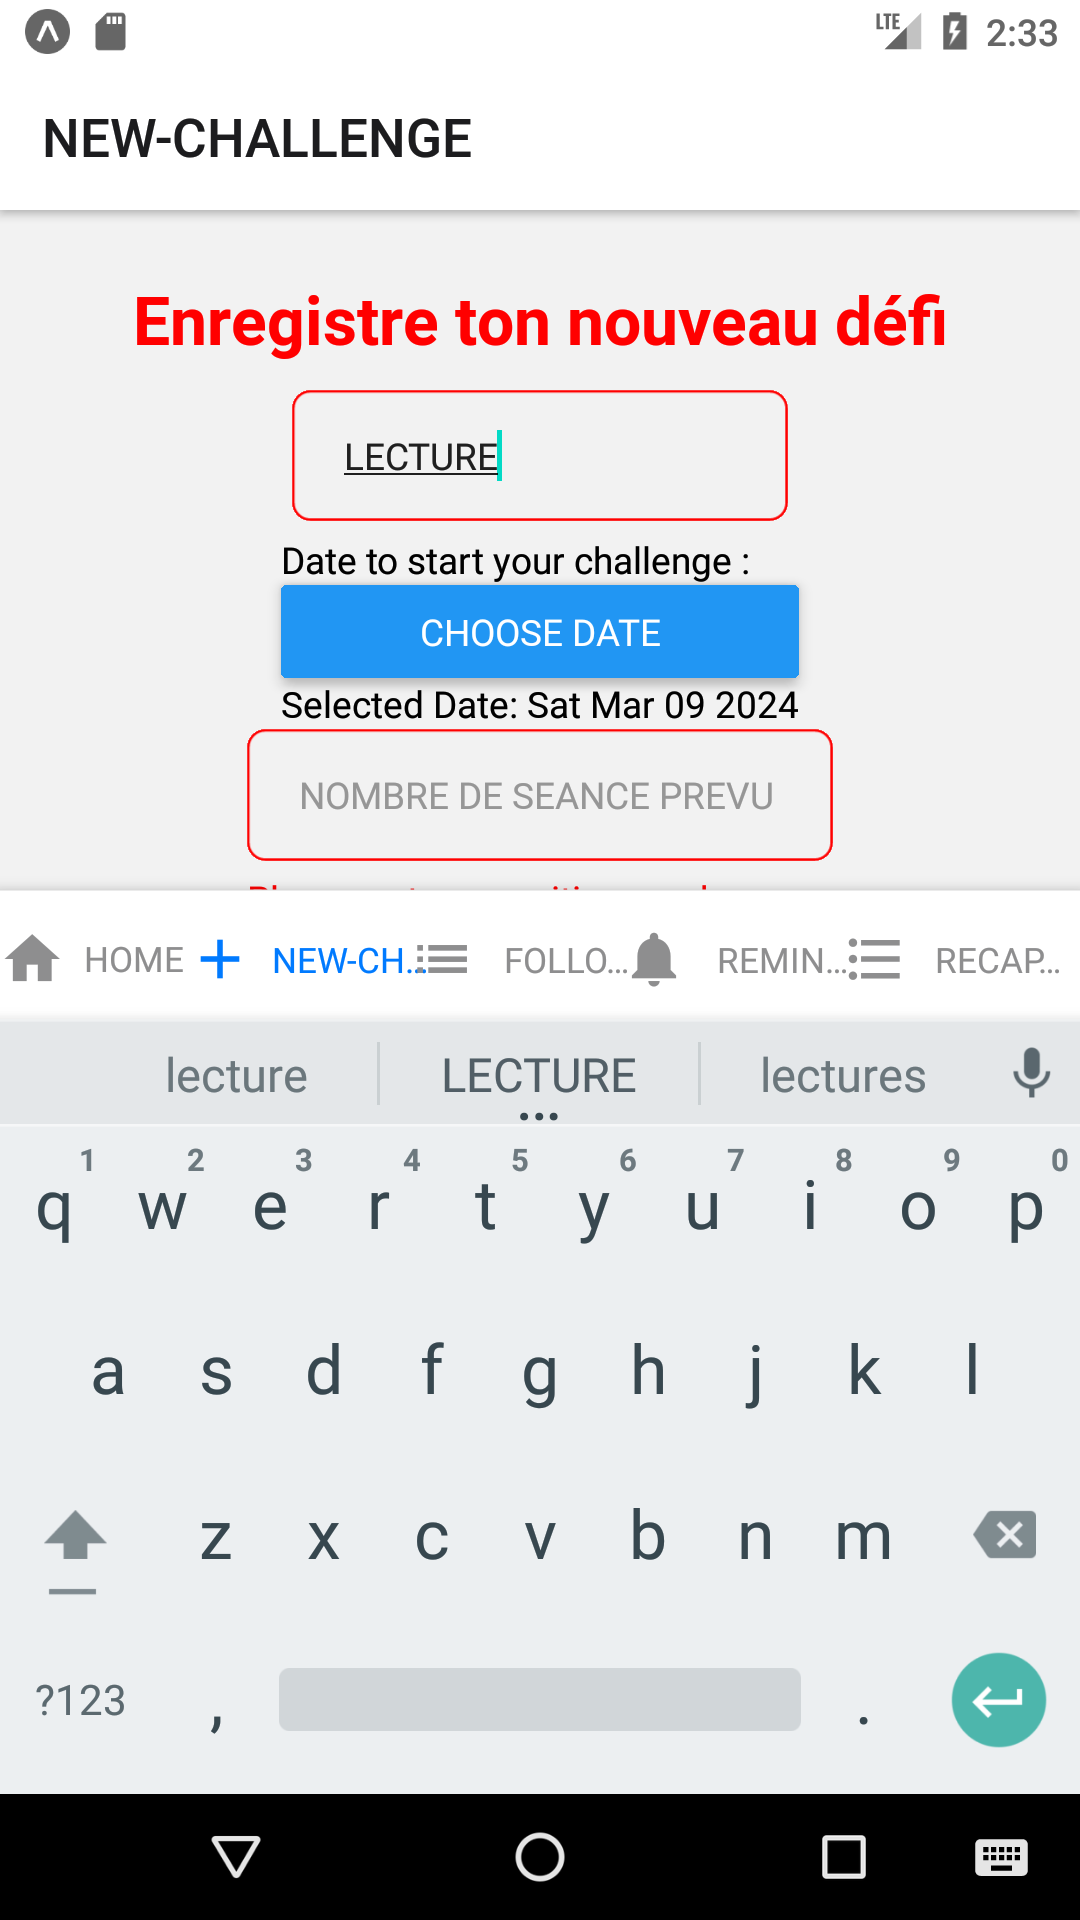 LTE 2:33
NEW-CHALLENGE
Enregistre ton nouveau défi
LECTURE
Date to start your challenge :
CHOOSE DATE
Selected Date: Sat Mar 09 2024
NOMBRE DE SEANCE PREVU
HOME NEW-CH... FOLLO... REMIN... RECAP...
lecture LECTURE lectures
1 2 3 4 5 6 7 8 9 0
q w e r t y u i o p
a s d f g h j k l
z x c v b n m
?123 , .